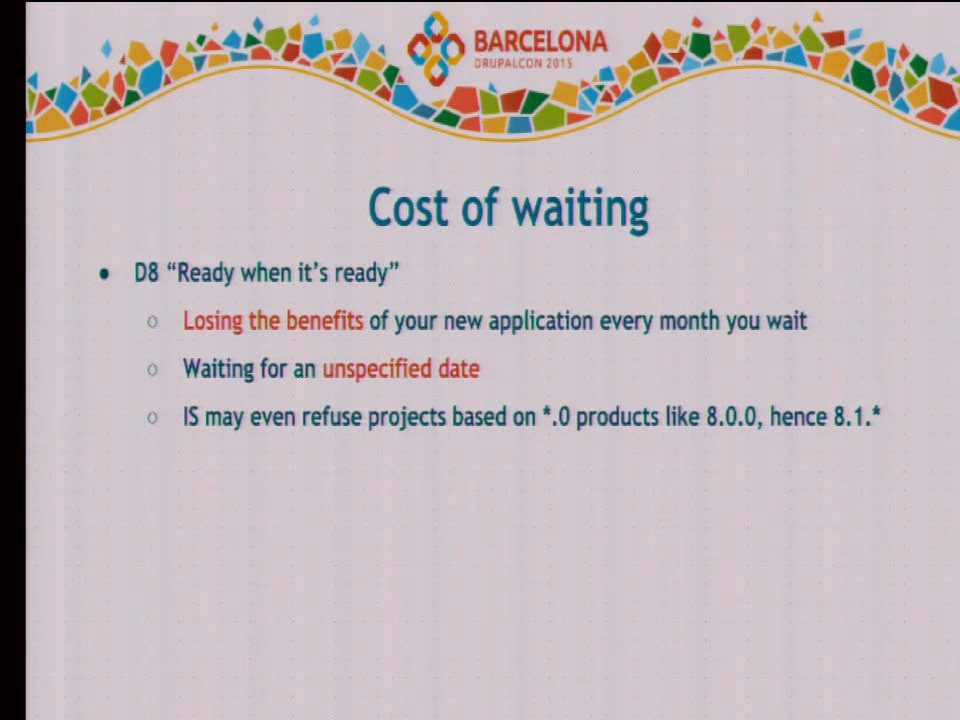 BARCELONA
DRUPALCON 2015
Cost of waiting
● D8 “Ready when it’s ready”
○ Losing the benefits of your new application every month you wait
○ Waiting for an unspecified date
○ IS may even refuse projects based on *.0 products like 8.0.0, hence 8.1.*